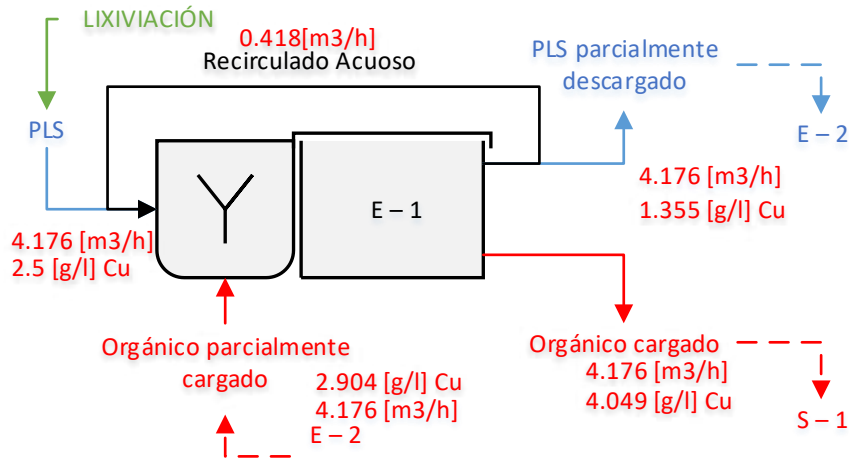 LIXIVIACIÓN
0.418[m3/h]
Recirculado Acuoso
PLS parcialmente
descargado
PLS
E – 2
E – 1
4.176 [m3/h]
1.355 [g/l] Cu
4.176 [m3/h]
2.5 [g/l] Cu
Orgánico parcialmente
cargado
2.904 [g/l] Cu
4.176 [m3/h]
E – 2
Orgánico cargado
4.176 [m3/h]
4.049 [g/l] Cu
S – 1